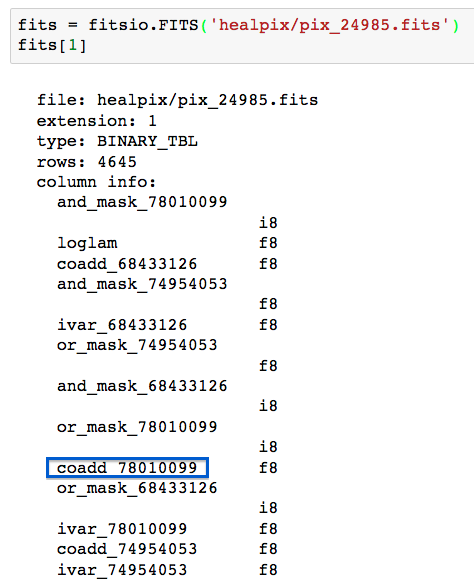 fits = fitsio.FITS('healpix/pix_24985.fits')
fits[1]
file: healpix/pix_24985.fits
extension: 1
type: BINARY_TBL
rows: 4645
column info:
and_mask_78010099
i8
loglam f8
coadd_68433126 f8
and_mask_74954053
f8
ivar_68433126 f8
or_mask_74954053
f8
and_mask_68433126
i8
or_mask_78010099
i8
coadd_78010099 f8
or_mask_68433126
i8
ivar_78010099 f8
coadd_74954053 f8
ivar_74954053 f8